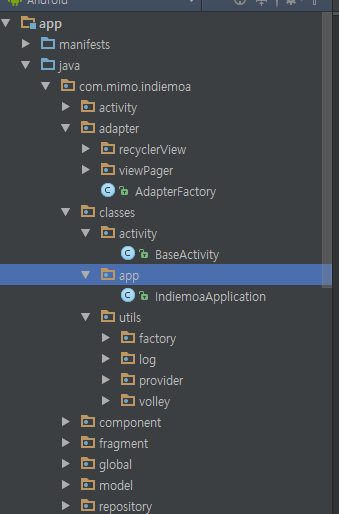 Android
app
manifests
java
com.mimo.indiemoa
activity
adapter
recyclerView
viewPager
AdapterFactory
classes
activity
BaseActivity
app
IndiemoaApplication
utils
factory
log
provider
volley
component
fragment
global
model
repository